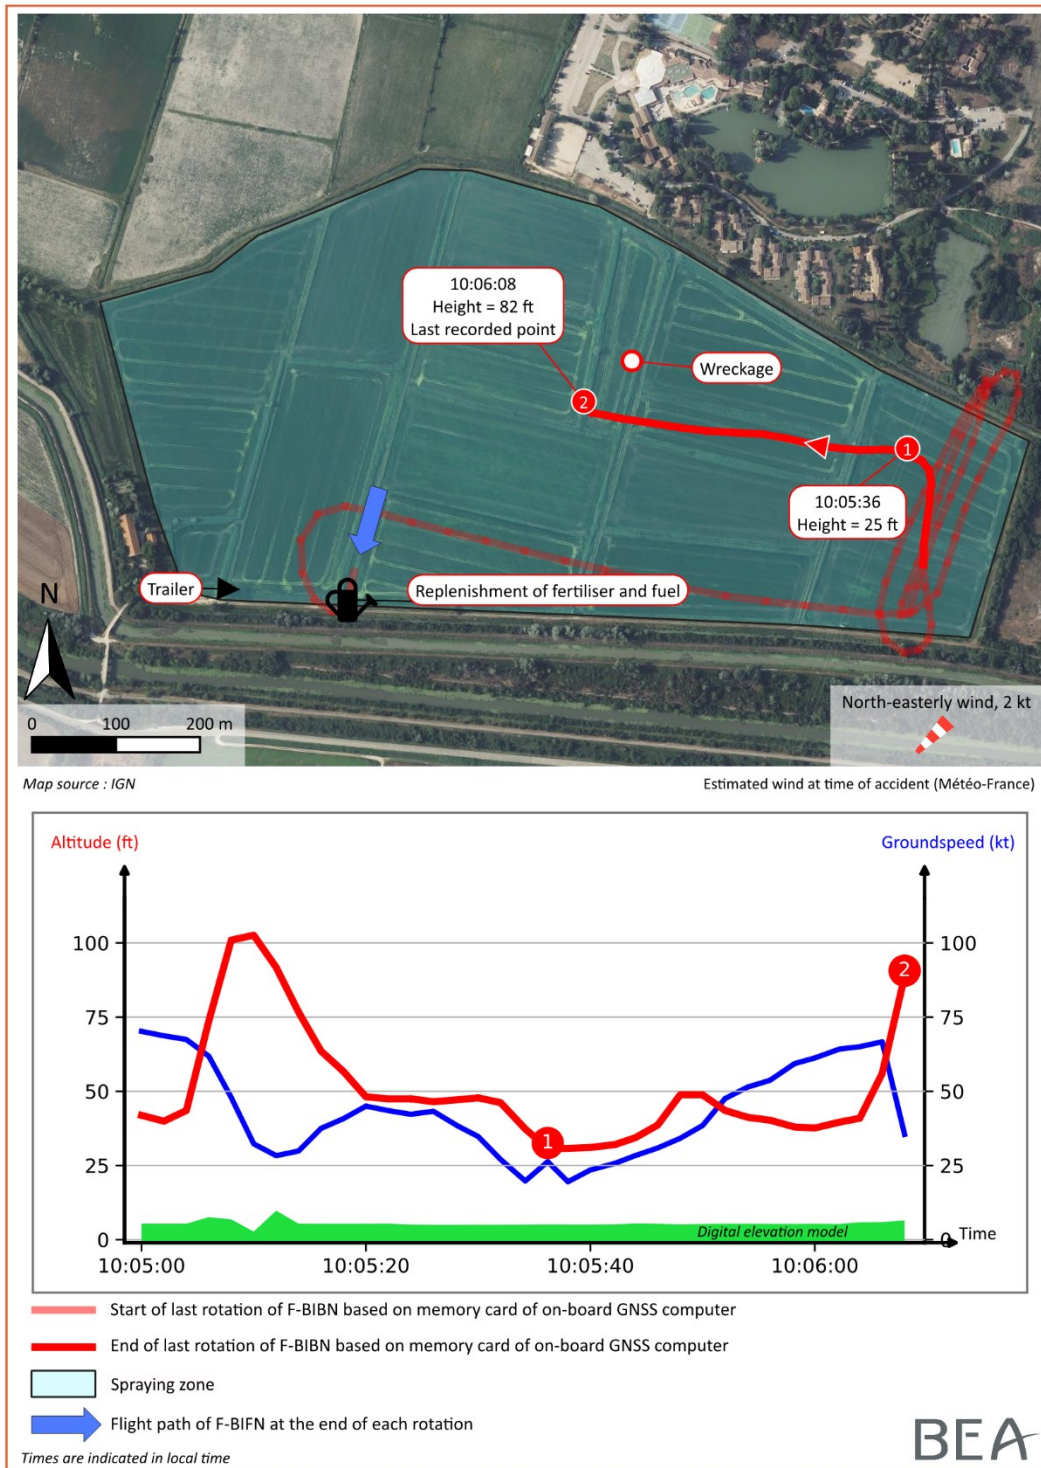 10:06:08
Height = 82 ft
Last recorded point
Wreckage
2
1
10:05:36
Height = 25 ft
Trailer
Replenishment of fertiliser and fuel
N
0 100 200 m
North-easterly wind, 2 kt
Map source : IGN
Estimated wind at time of accident (Météo-France)
Altitude (ft)
Groundspeed (kt)
100
100
2
75
75
50
50
1
25
25
Digital elevation model
0
0
Time
10:05:00
10:05:20
10:05:40
10:06:00
Start of last rotation of F-BIBN based on memory card of on-board GNSS computer
End of last rotation of F-BIBN based on memory card of on-board GNSS computer
Spraying zone
Flight path of F-BIFN at the end of each rotation
BEA
Times are indicated in local time